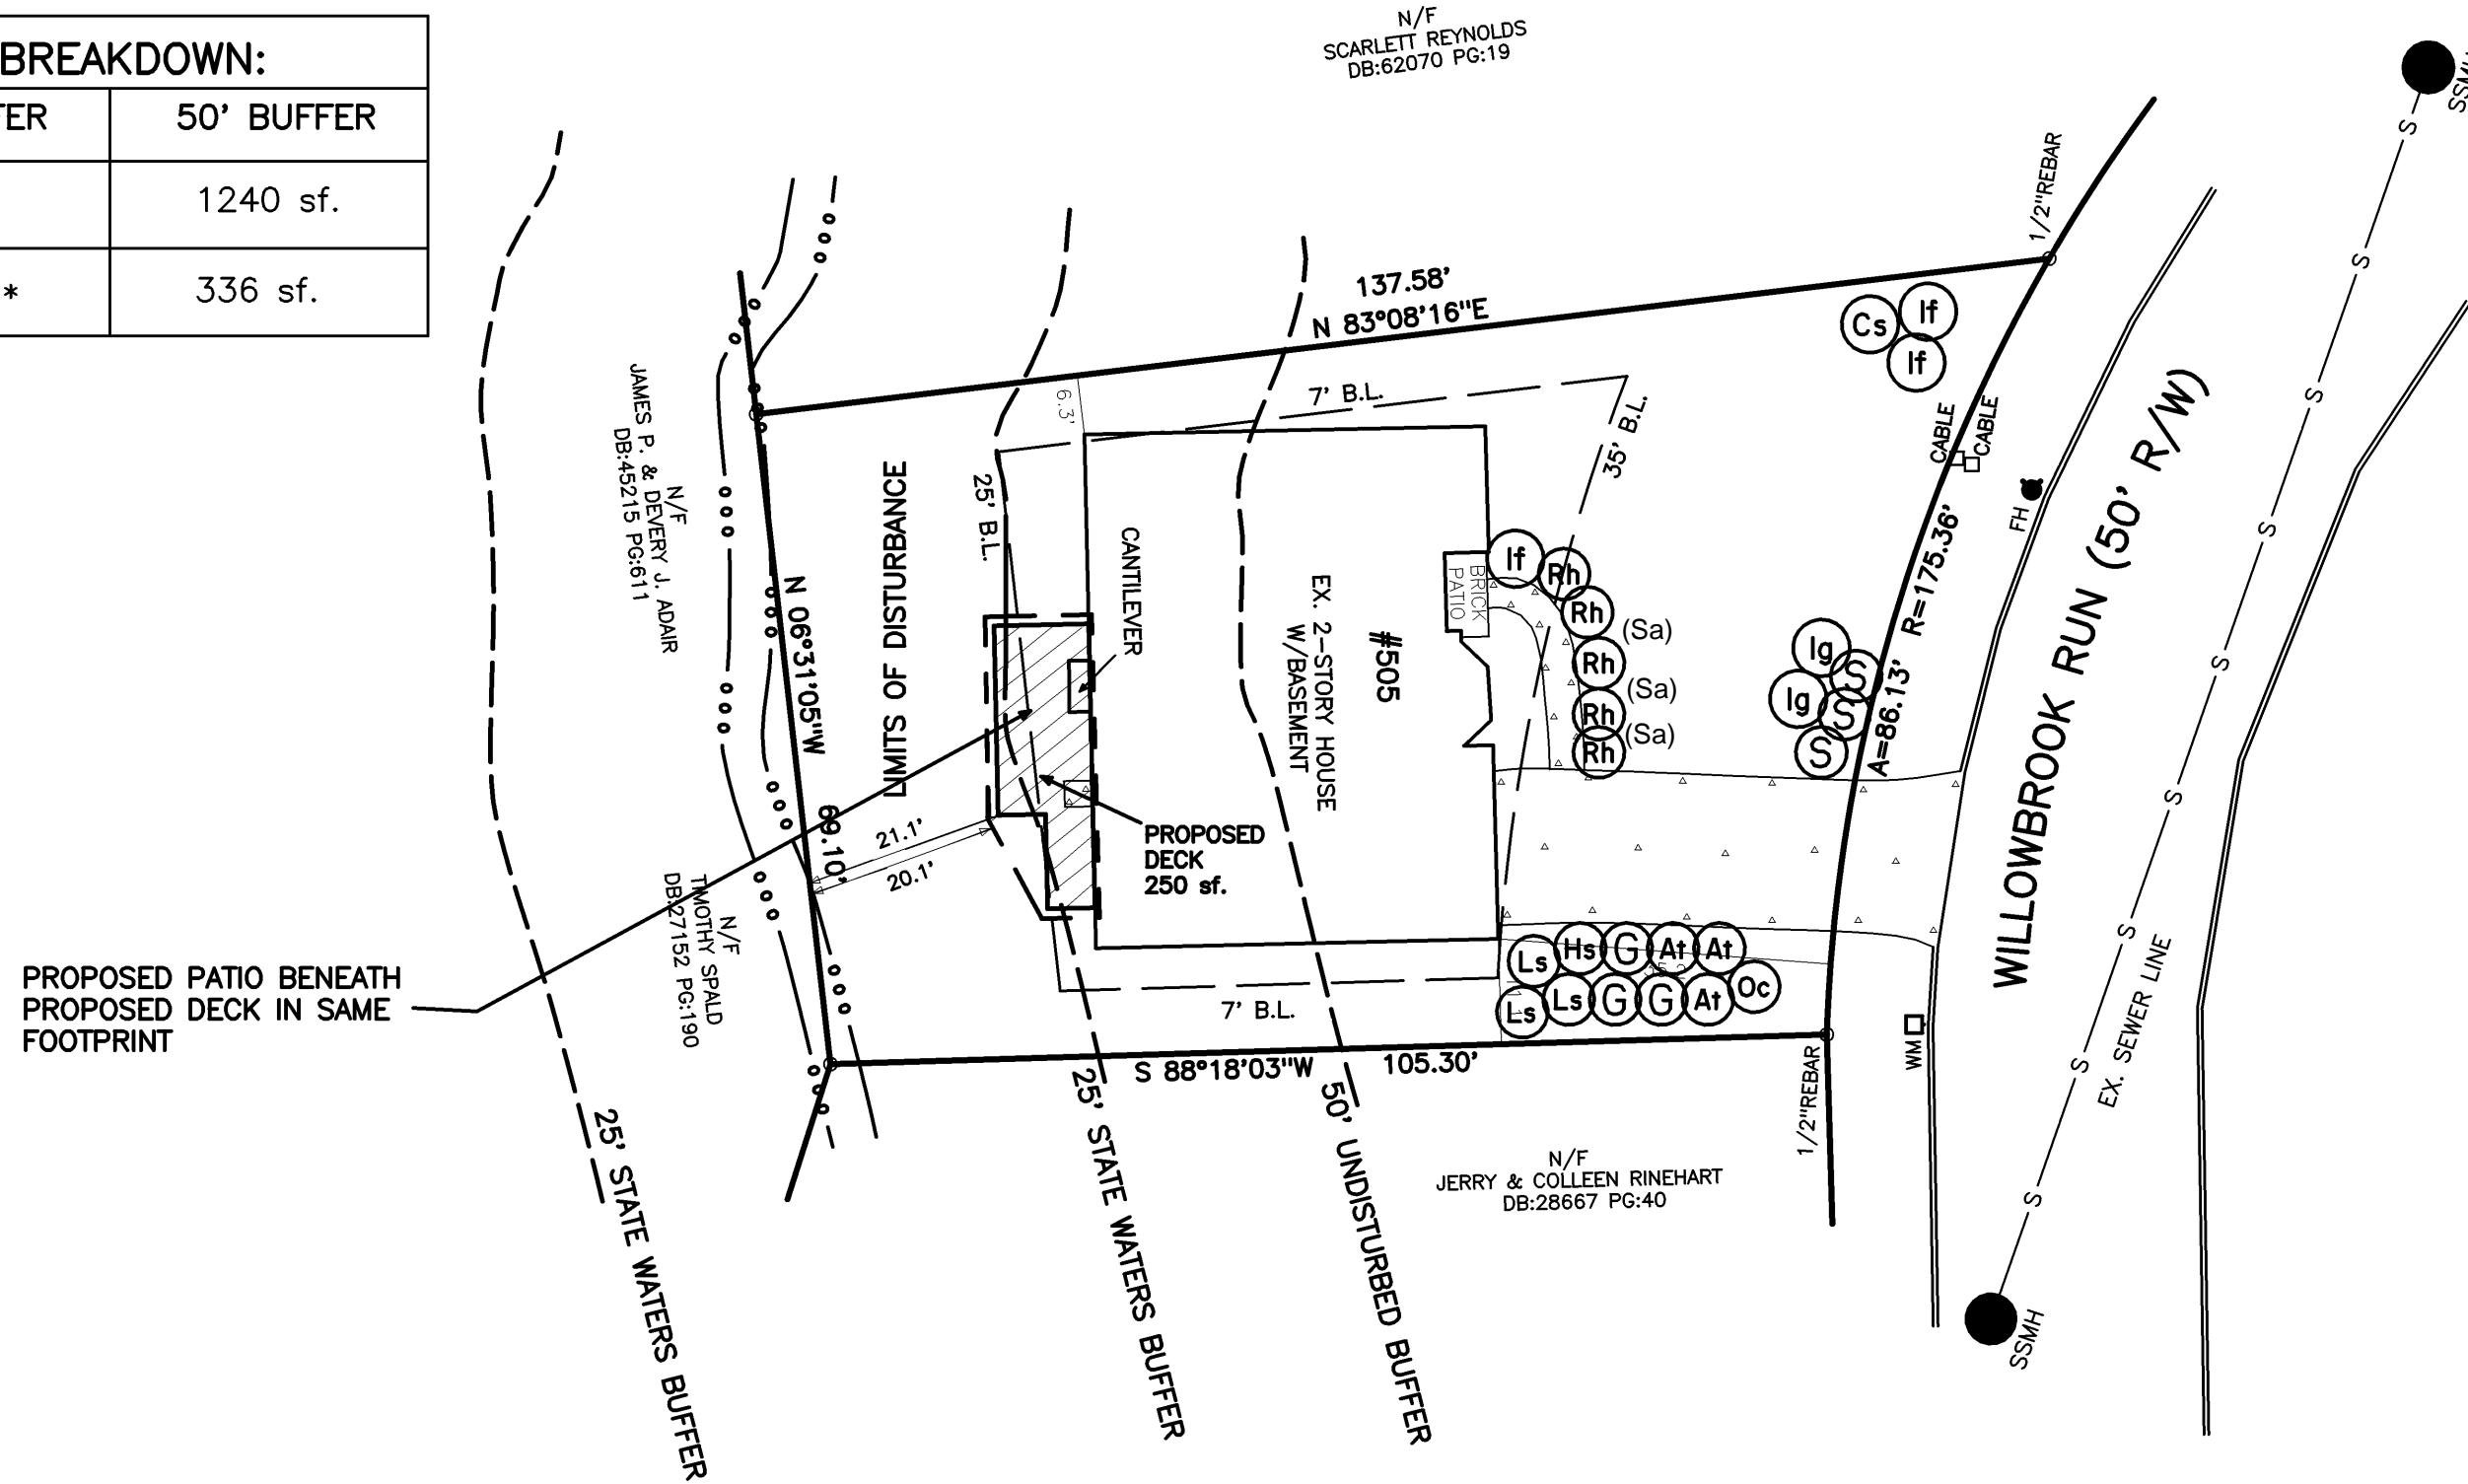 BREAKDOWN:
FER
50' BUFFER
1240 sf.
*
336 sf.
N/F
SCARLETT REYNOLDS
DB:62070 PG:19
1/2"REBAR
S
S
S
S
S
S
S
S
S
S
137.58'
N 83°08'16"E
7' B.L.
35' B.L.
6.3'
25' B.L.
Cs
If
If
CABLE
CABLE
FH
R=175.36'
A=86.13'
WILLOWBROOK RUN (50' R/W)
N/F
JAMES P. & DEVERY J. ADAIR
DB:45215 PG:611
N 06°31'05"W
69.10'
LIMITS OF DISTURBANCE
CANTILEVER
EX. 2-STORY HOUSE
W/BASEMENT
#505
BRICK
PATIO
If
Rh
Rh
(Sa)
Rh
(Sa)
Rh
(Sa)
Rh
Ig
S
Ig
S
S
21.1'
20.1'
PROPOSED
DECK
250 sf.
N/F
TMOTHY SPALD
DB:27152 PG:190
PROPOSED PATIO BENEATH
PROPOSED DECK IN SAME
FOOTPRINT
Ls
Hs
G
At
At
Ls
Ls
G
G
At
Oc
7' B.L.
S 88°18'03"W
105.30'
1/2"REBAR
WM
EX. SEWER LINE
SSMH
N/F
JERRY & COLLEEN RINEHART
DB:28667 PG:40
25' STATE WATERS BUFFER
25' STATE WATERS BUFFER
50' UNDISTURBED BUFFER